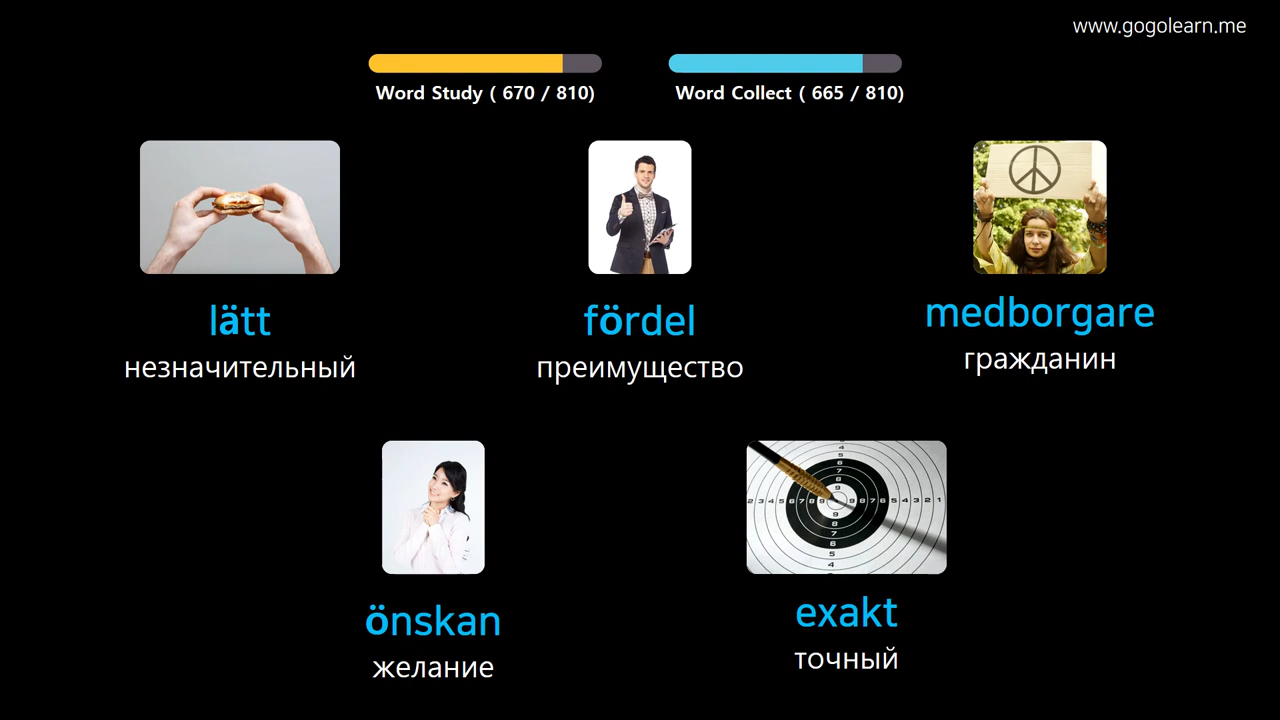 www.gogolearn.me
Word Study ( 670 / 810)
Word Collect ( 665 / 810)
lätt
незначительный
fördel
преимущество
medborgare
гражданин
önskan
желание
exakt
точный